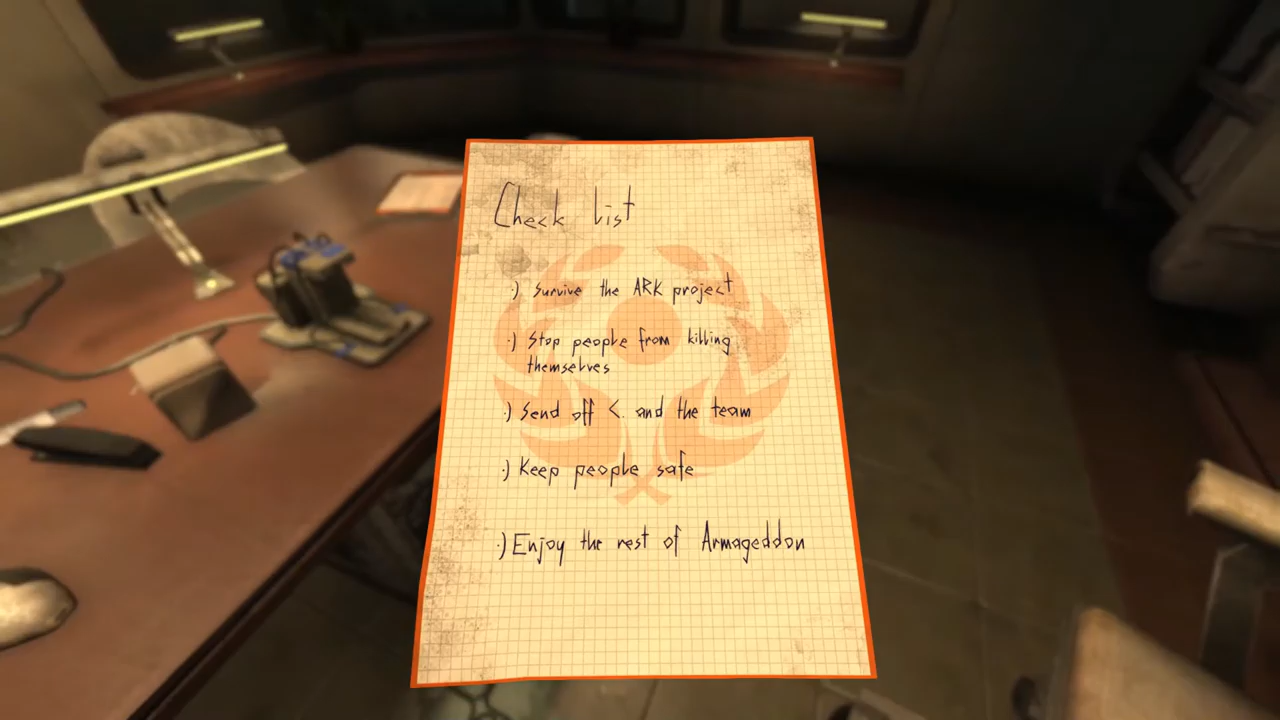 Check list
·) Survive the ARK project
·) Stop people from killing
themselves
·) Send off C. and the team
·) Keep people safe
·) Enjoy the rest of Armageddon